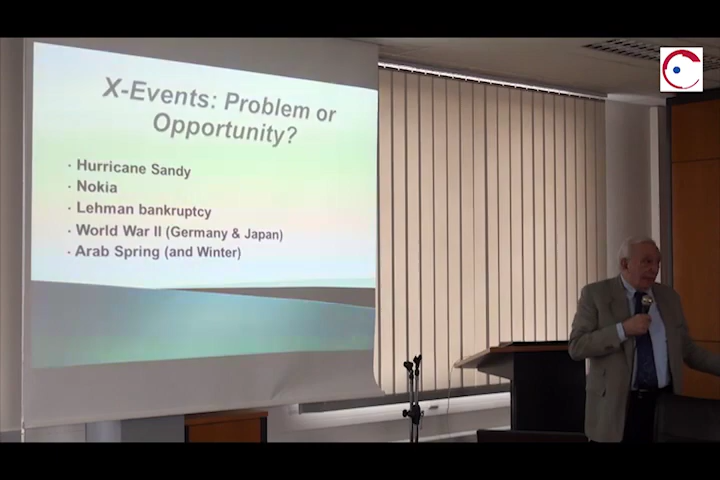 X-Events: Problem or
Opportunity?
· Hurricane Sandy
· Nokia
· Lehman bankruptcy
· World War II (Germany & Japan)
· Arab Spring (and Winter)